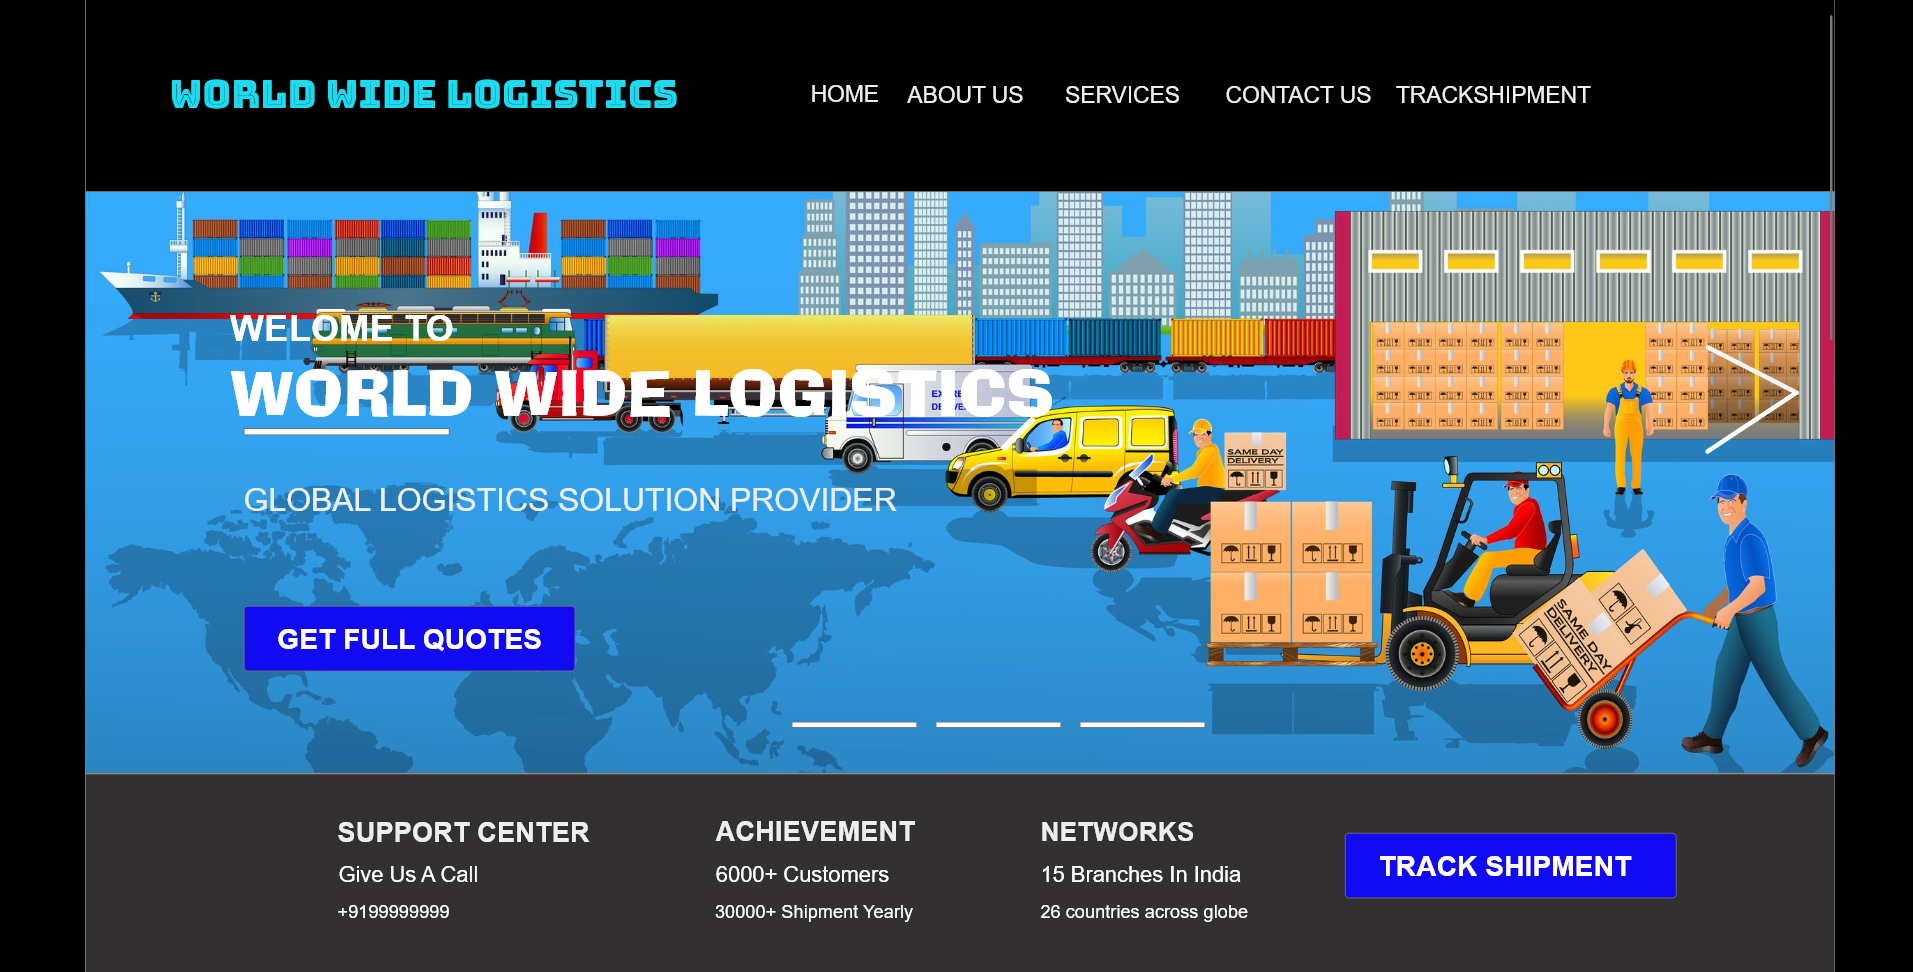 WORLD WIDE LOGISTICS
HOME ABOUT US SERVICES CONTACT US TRACKSHIPMENT
WELOME TO
WORLD WIDE LOGISTICS
GLOBAL LOGISTICS SOLUTION PROVIDER
GET FULL QUOTES
SAME DAY
DELIVERY
SAME DAY
DELIVERY
SUPPORT CENTER
Give Us A Call
+9199999999
ACHIEVEMENT
6000+ Customers
30000+ Shipment Yearly
NETWORKS
15 Branches In India
26 countries across globe
TRACK SHIPMENT